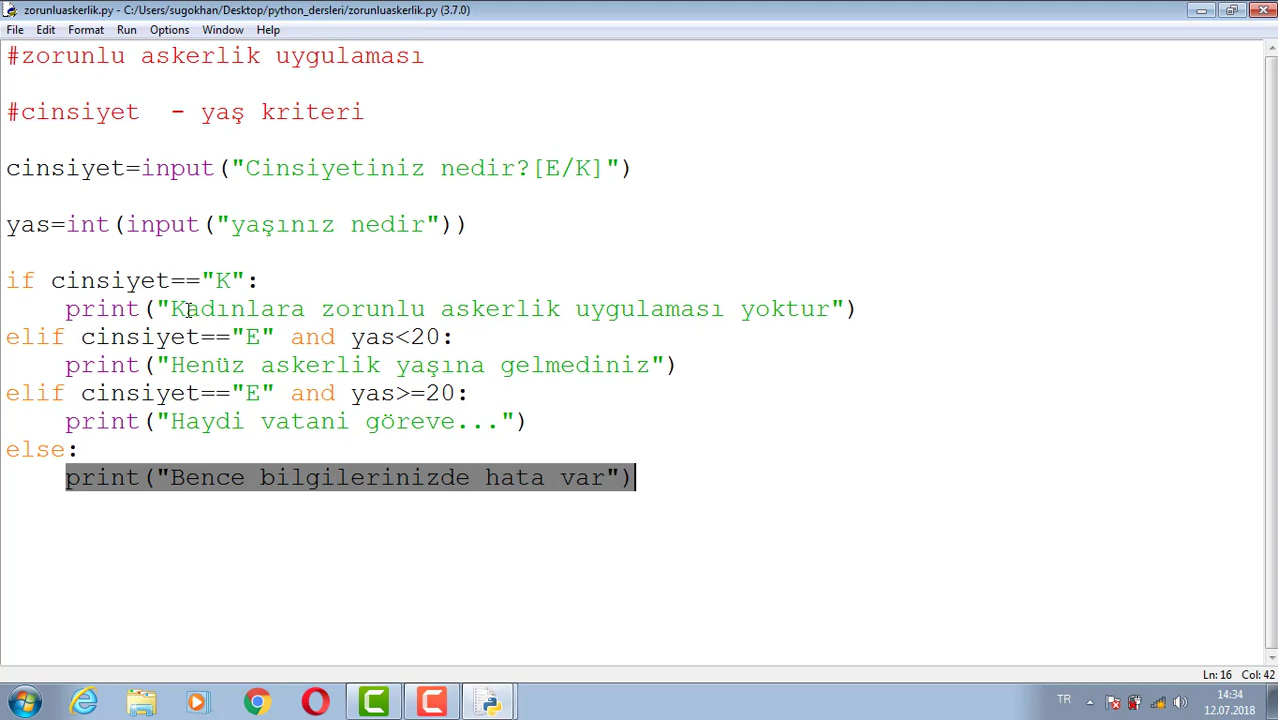 zorunluaskerlik.py - C:/Users/sugokhan/Desktop/python_dersleri/zorunluaskerlik.py (3.7.0)
File Edit Format Run Options Window Help
#zorunlu askerlik uygulaması
#cinsiyet  - yaş kriteri
cinsiyet=input("Cinsiyetiniz nedir?[E/K]")
yas=int(input("yaşınız nedir"))
if cinsiyet=="K":
    print("Kadınlara zorunlu askerlik uygulaması yoktur")
elif cinsiyet=="E" and yas<20:
    print("Henüz askerlik yaşına gelmediniz")
elif cinsiyet=="E" and yas>=20:
    print("Haydi vatani göreve...")
else:
    print("Bence bilgilerinizde hata var")
Ln: 16 Col: 42
TR
14:34
12.07.2018